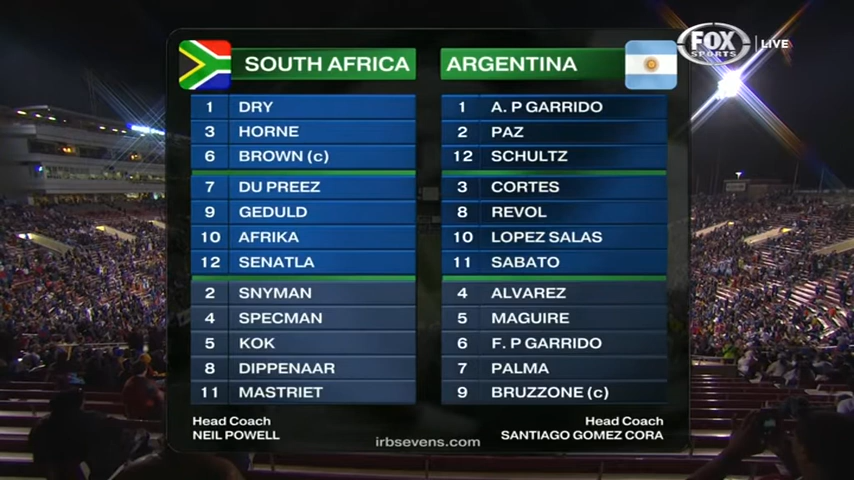 FOX
SPORTS
LIVE
SOUTH AFRICA
1 DRY
3 HORNE
6 BROWN (c)
7 DU PREEZ
9 GEDULD
10 AFRIKA
12 SENATLA
2 SNYMAN
4 SPECMAN
5 KOK
8 DIPPENAAR
11 MASTRIET
Head Coach
NEIL POWELL
ARGENTINA
1 A. P GARRIDO
2 PAZ
12 SCHULTZ
3 CORTES
8 REVOL
10 LOPEZ SALAS
11 SABATO
4 ALVAREZ
5 MAGUIRE
6 F. P GARRIDO
7 PALMA
9 BRUZZONE (c)
Head Coach
SANTIAGO GOMEZ CORA
irbsevens.com